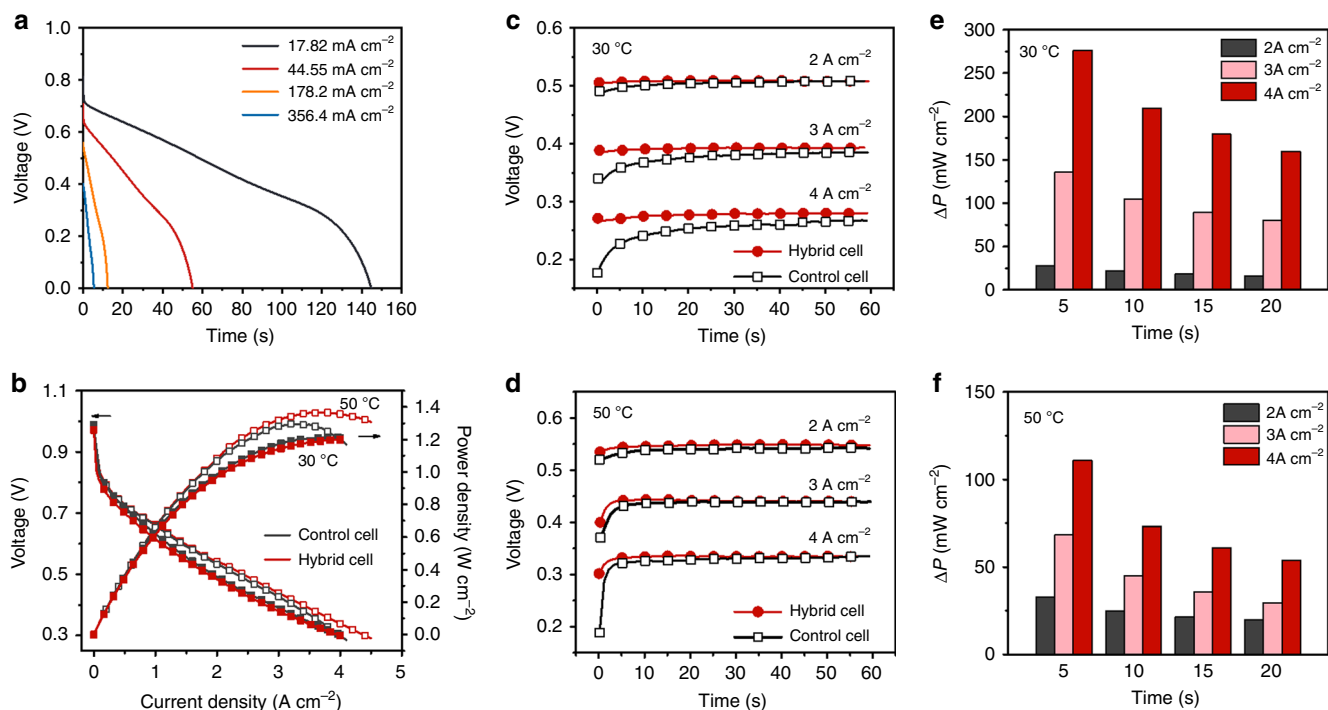 a
1.0
0.8
0.6
0.4
0.2
0.0
Voltage (V)
17.82 mA cm⁻²
44.55 mA cm⁻²
178.2 mA cm⁻²
356.4 mA cm⁻²
0 20 40 60 80 100 120 140 160
Time (s)
b
1.1
0.9
0.7
0.5
0.3
Voltage (V)
50 °C
30 °C
Control cell
Hybrid cell
1.4
1.2
1.0
0.8
0.6
0.4
0.2
0.0
Power density (W cm⁻²)
0 1 2 3 4 5
Current density (A cm⁻²)
c
0.6
0.5
0.4
0.3
0.2
Voltage (V)
30 °C
2 A cm⁻²
3 A cm⁻²
4 A cm⁻²
Hybrid cell
Control cell
0 10 20 30 40 50 60
Time (s)
d
0.6
0.5
0.4
0.3
0.2
Voltage (V)
50 °C
2 A cm⁻²
3 A cm⁻²
4 A cm⁻²
Hybrid cell
Control cell
0 10 20 30 40 50 60
Time (s)
e
300
250
200
150
100
50
0
ΔP (mW cm⁻²)
30 °C
2A cm⁻²
3A cm⁻²
4A cm⁻²
5 10 15 20
Time (s)
f
150
100
50
0
ΔP (mW cm⁻²)
50 °C
2A cm⁻²
3A cm⁻²
4A cm⁻²
5 10 15 20
Time (s)